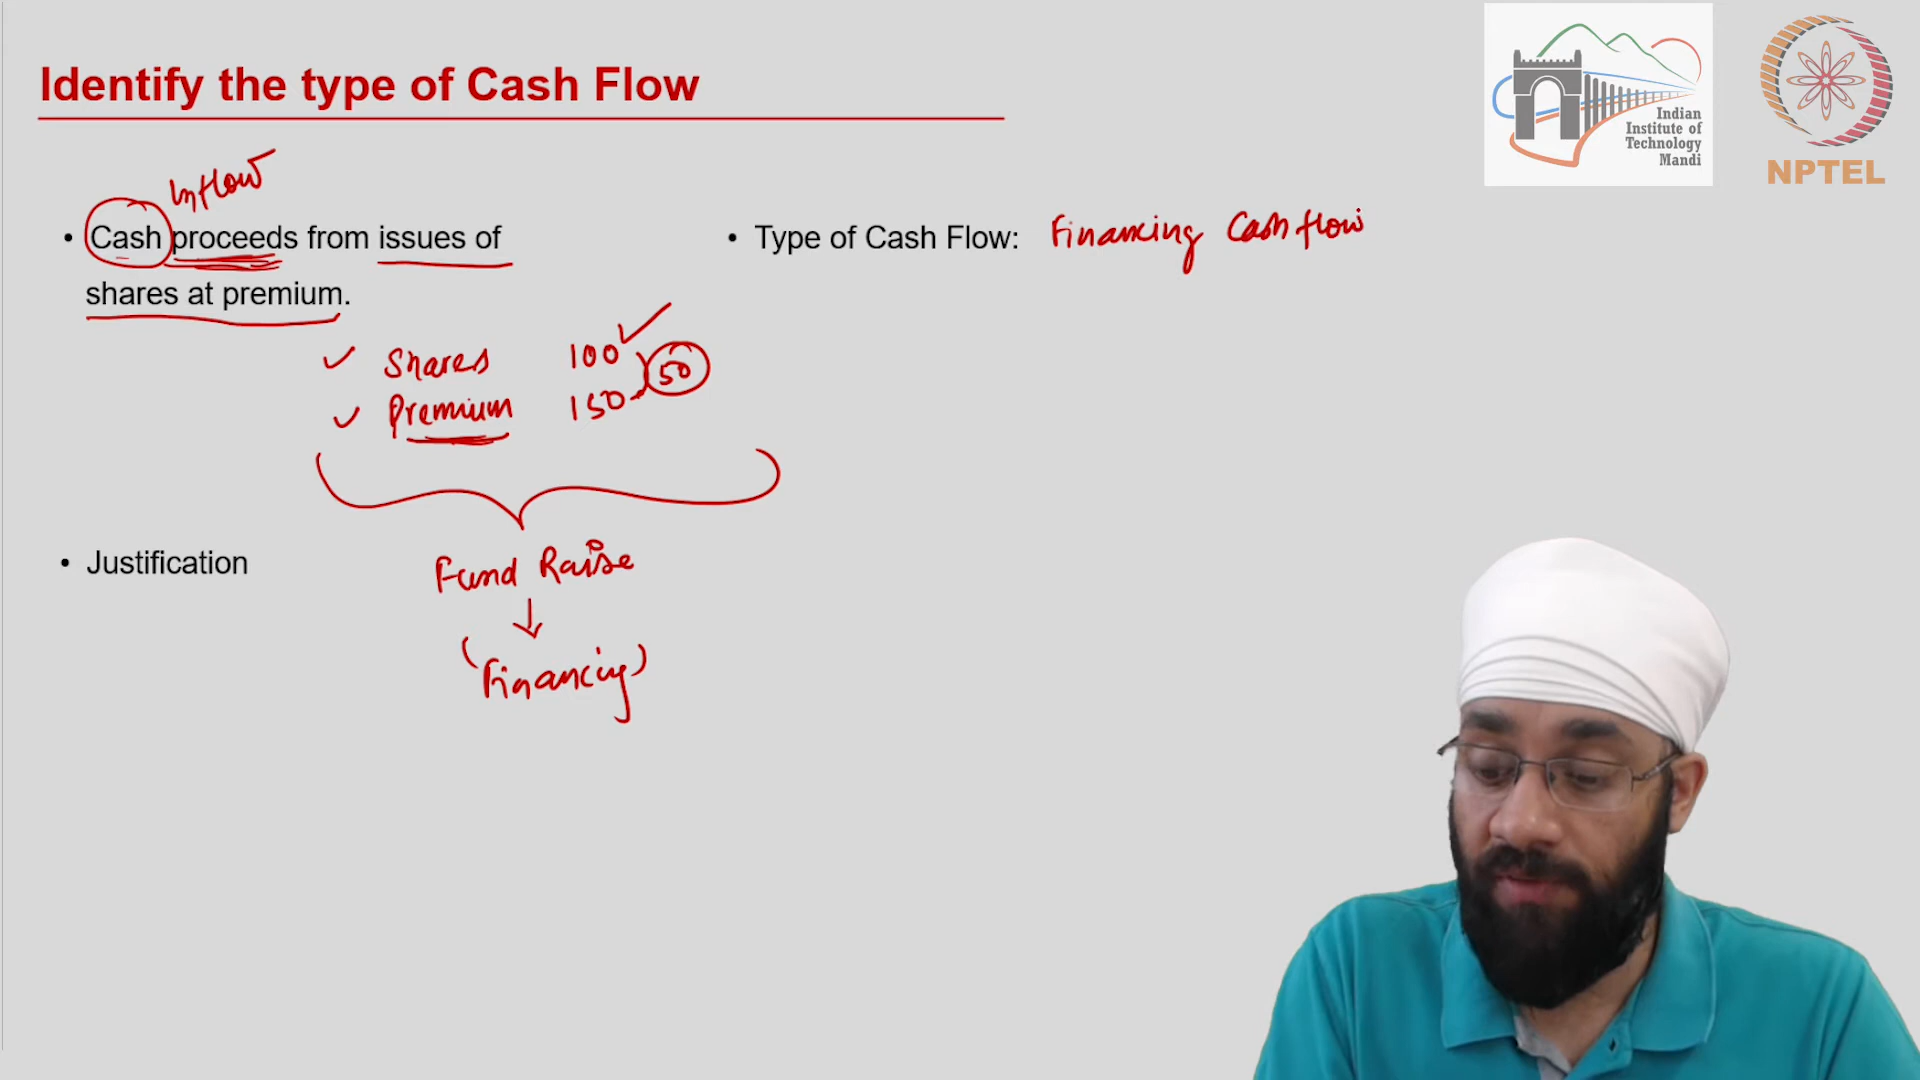 Identify the type of Cash Flow
Indian
Institute of
Technology
Mandi
NPTEL
Inflow
• Cash proceeds from issues of
shares at premium.
• Type of Cash Flow: Financing Cash flow
Shares 100
50
Premium 150
• Justification
Fund Raise
(Financing)